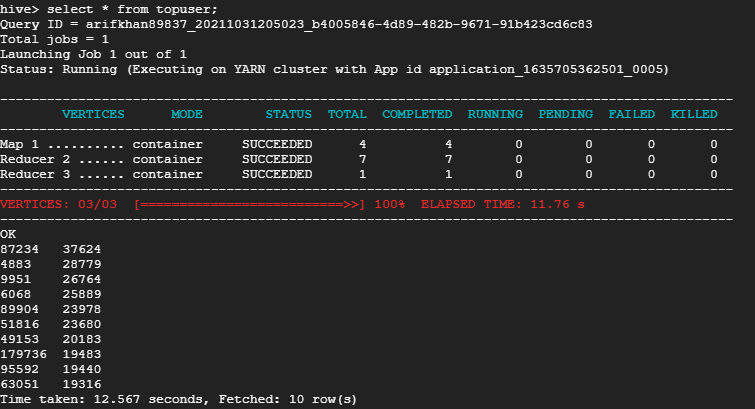 hive> select * from topuser;
Query ID = arifkhan89837_20211031205023_b4005846-4d89-482b-9671-91b423cd6c83
Total jobs = 1
Launching Job 1 out of 1
Status: Running (Executing on YARN cluster with App id application_1635705362501_0005)
----------------------------------------------------------------------------------------------
        VERTICES      MODE        STATUS  TOTAL  COMPLETED  RUNNING  PENDING  FAILED  KILLED
----------------------------------------------------------------------------------------------
Map 1 .......... container     SUCCEEDED      4          4        0        0       0       0
Reducer 2 ...... container     SUCCEEDED      7          7        0        0       0       0
Reducer 3 ...... container     SUCCEEDED      1          1        0        0       0       0
----------------------------------------------------------------------------------------------
VERTICES: 03/03  [==========================>>] 100%  ELAPSED TIME: 11.76 s
----------------------------------------------------------------------------------------------
OK
87234   37624
4883    28779
9951    26764
6068    25889
89904   23978
51816   23680
49153   20183
179736  19483
95592   19440
63051   19316
Time taken: 12.567 seconds, Fetched: 10 row(s)